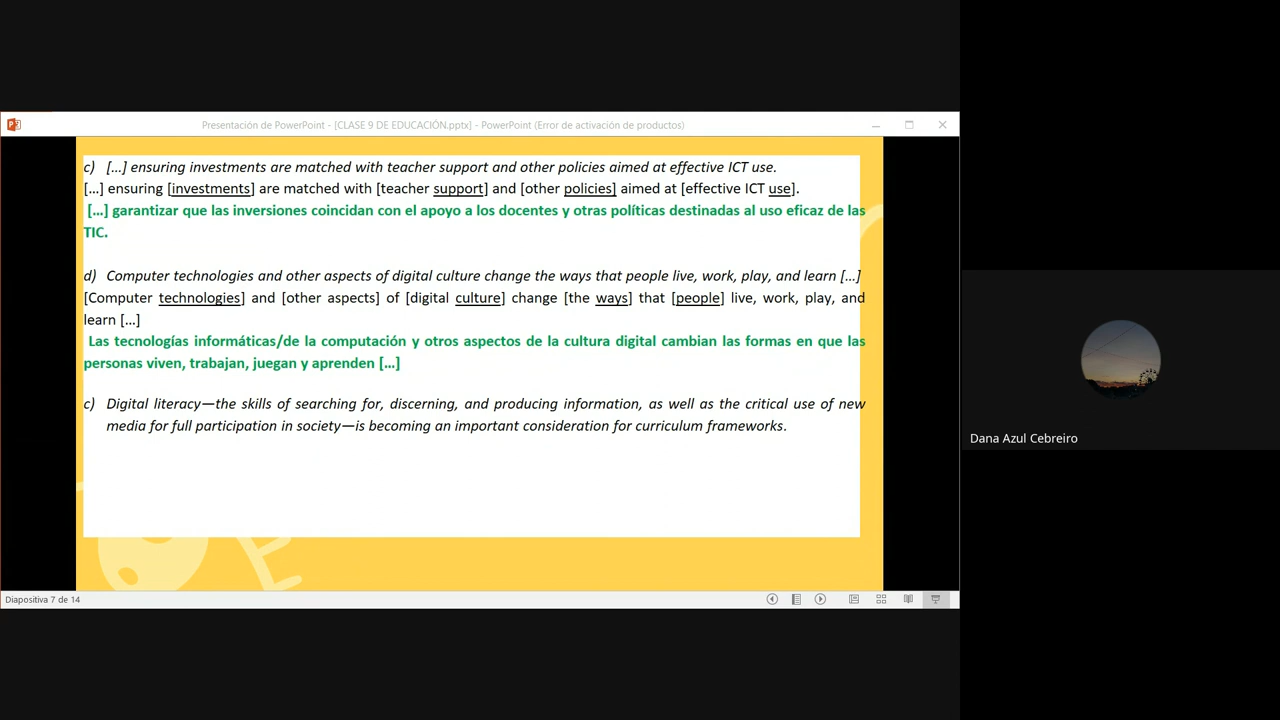 Presentación de PowerPoint - [CLASE 9 DE EDUCACIÓN.pptx] - PowerPoint (Error de activación de productos)
c) [...] ensuring investments are matched with teacher support and other policies aimed at effective ICT use.
[...] ensuring [investments] are matched with [teacher support] and [other policies] aimed at [effective ICT use].
[...] garantizar que las inversiones coincidan con el apoyo a los docentes y otras políticas destinadas al uso eficaz de las
TIC.
d) Computer technologies and other aspects of digital culture change the ways that people live, work, play, and learn [...]
[Computer technologies] and [other aspects] of [digital culture] change [the ways] that [people] live, work, play, and
learn [...]
Las tecnologías informáticas/de la computación y otros aspectos de la cultura digital cambian las formas en que las
personas viven, trabajan, juegan y aprenden [...]
c) Digital literacy—the skills of searching for, discerning, and producing information, as well as the critical use of new
media for full participation in society—is becoming an important consideration for curriculum frameworks.
Dana Azul Cebreiro
Diapositiva 7 de 14